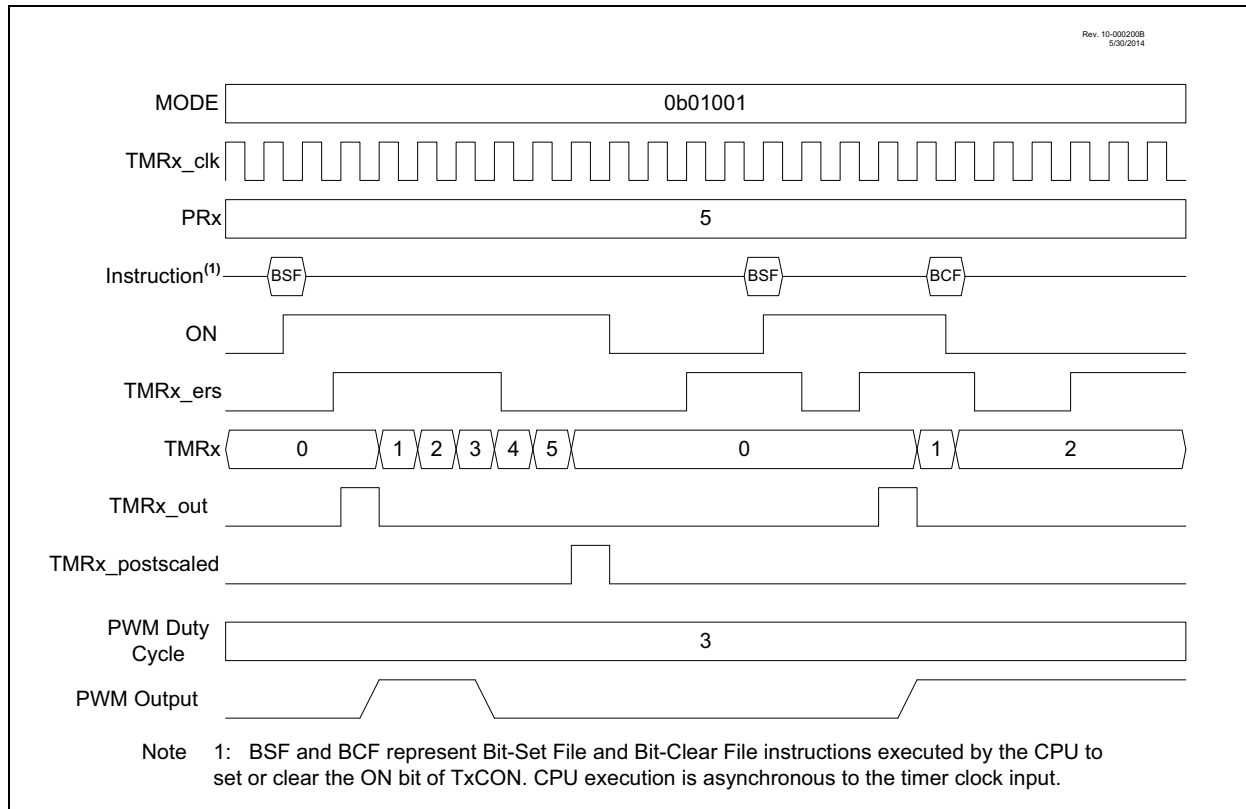 Rev. 10-000200B
5/30/2014
MODE 0b01001
TMRx_clk
PRx 5
Instruction(1) BSF BSF BCF
ON
TMRx_ers
TMRx 0 1 2 3 4 5 0 1 2
TMRx_out
TMRx_postscaled
PWM Duty
Cycle 3
PWM Output
Note 1: BSF and BCF represent Bit-Set File and Bit-Clear File instructions executed by the CPU to
set or clear the ON bit of TxCON. CPU execution is asynchronous to the timer clock input.